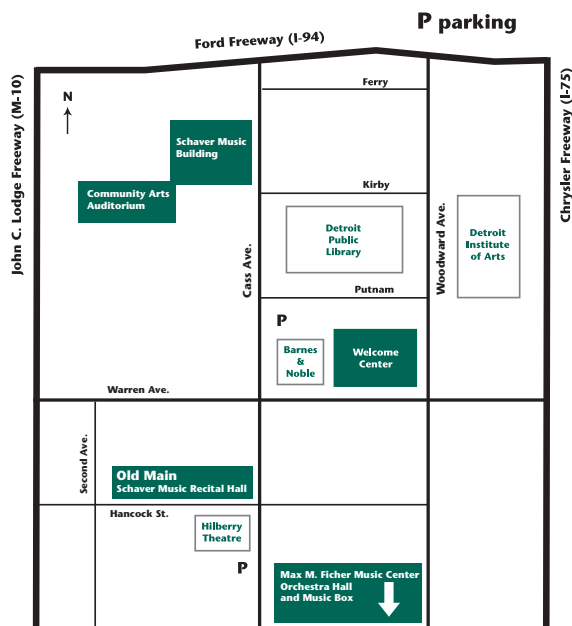 P parking
Ford Freeway (I-94)
John C. Lodge Freeway (M-10)
Chrysler Freeway (I-75)
N
Ferry
Schaver Music
Building
Community Arts
Auditorium
Kirby
Cass Ave.
Woodward Ave.
Detroit
Public
Library
Detroit
Institute
of Arts
Putnam
P
Barnes
&
Noble
Welcome
Center
Warren Ave.
Second Ave.
Old Main
Schaver Music Recital Hall
Hancock St.
Hilberry
Theatre
P
Max M. Ficher Music Center
Orchestra Hall
and Music Box